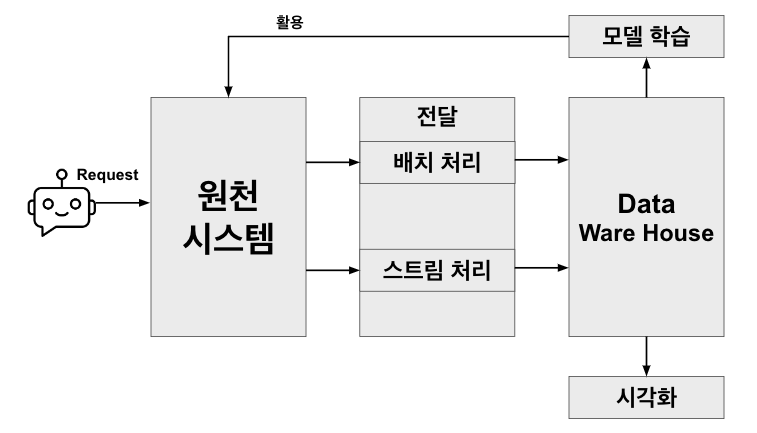 활용
모델 학습
전달
배치 처리
Request
원천
시스템
Data
Ware House
스트림 처리
시각화